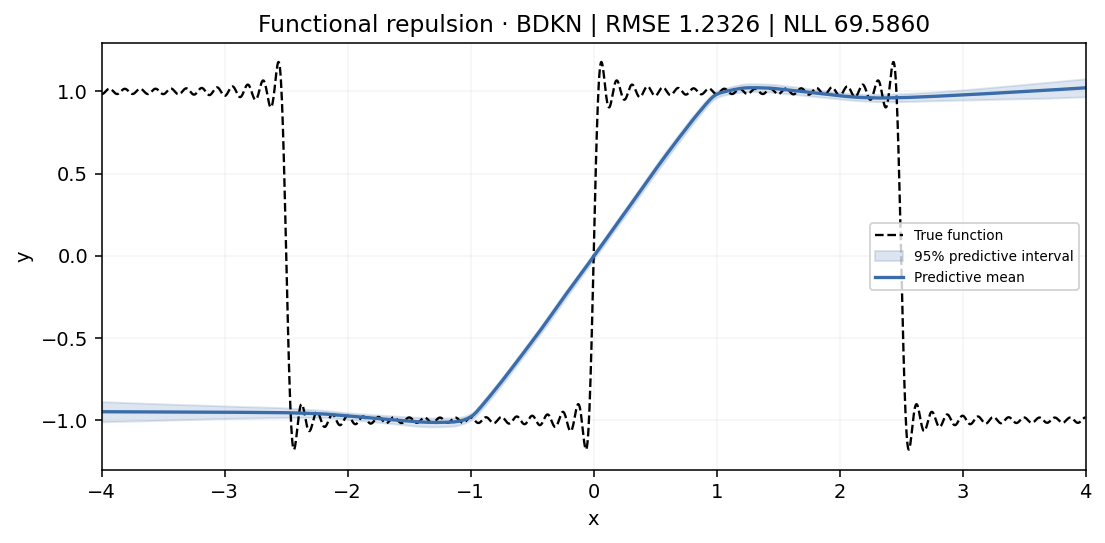 Functional repulsion · BDKN | RMSE 1.2326 | NLL 69.5860
y
1.0
0.5
0.0
−0.5
−1.0
True function
95% predictive interval
Predictive mean
−4
−3
−2
−1
0
1
2
3
4
x